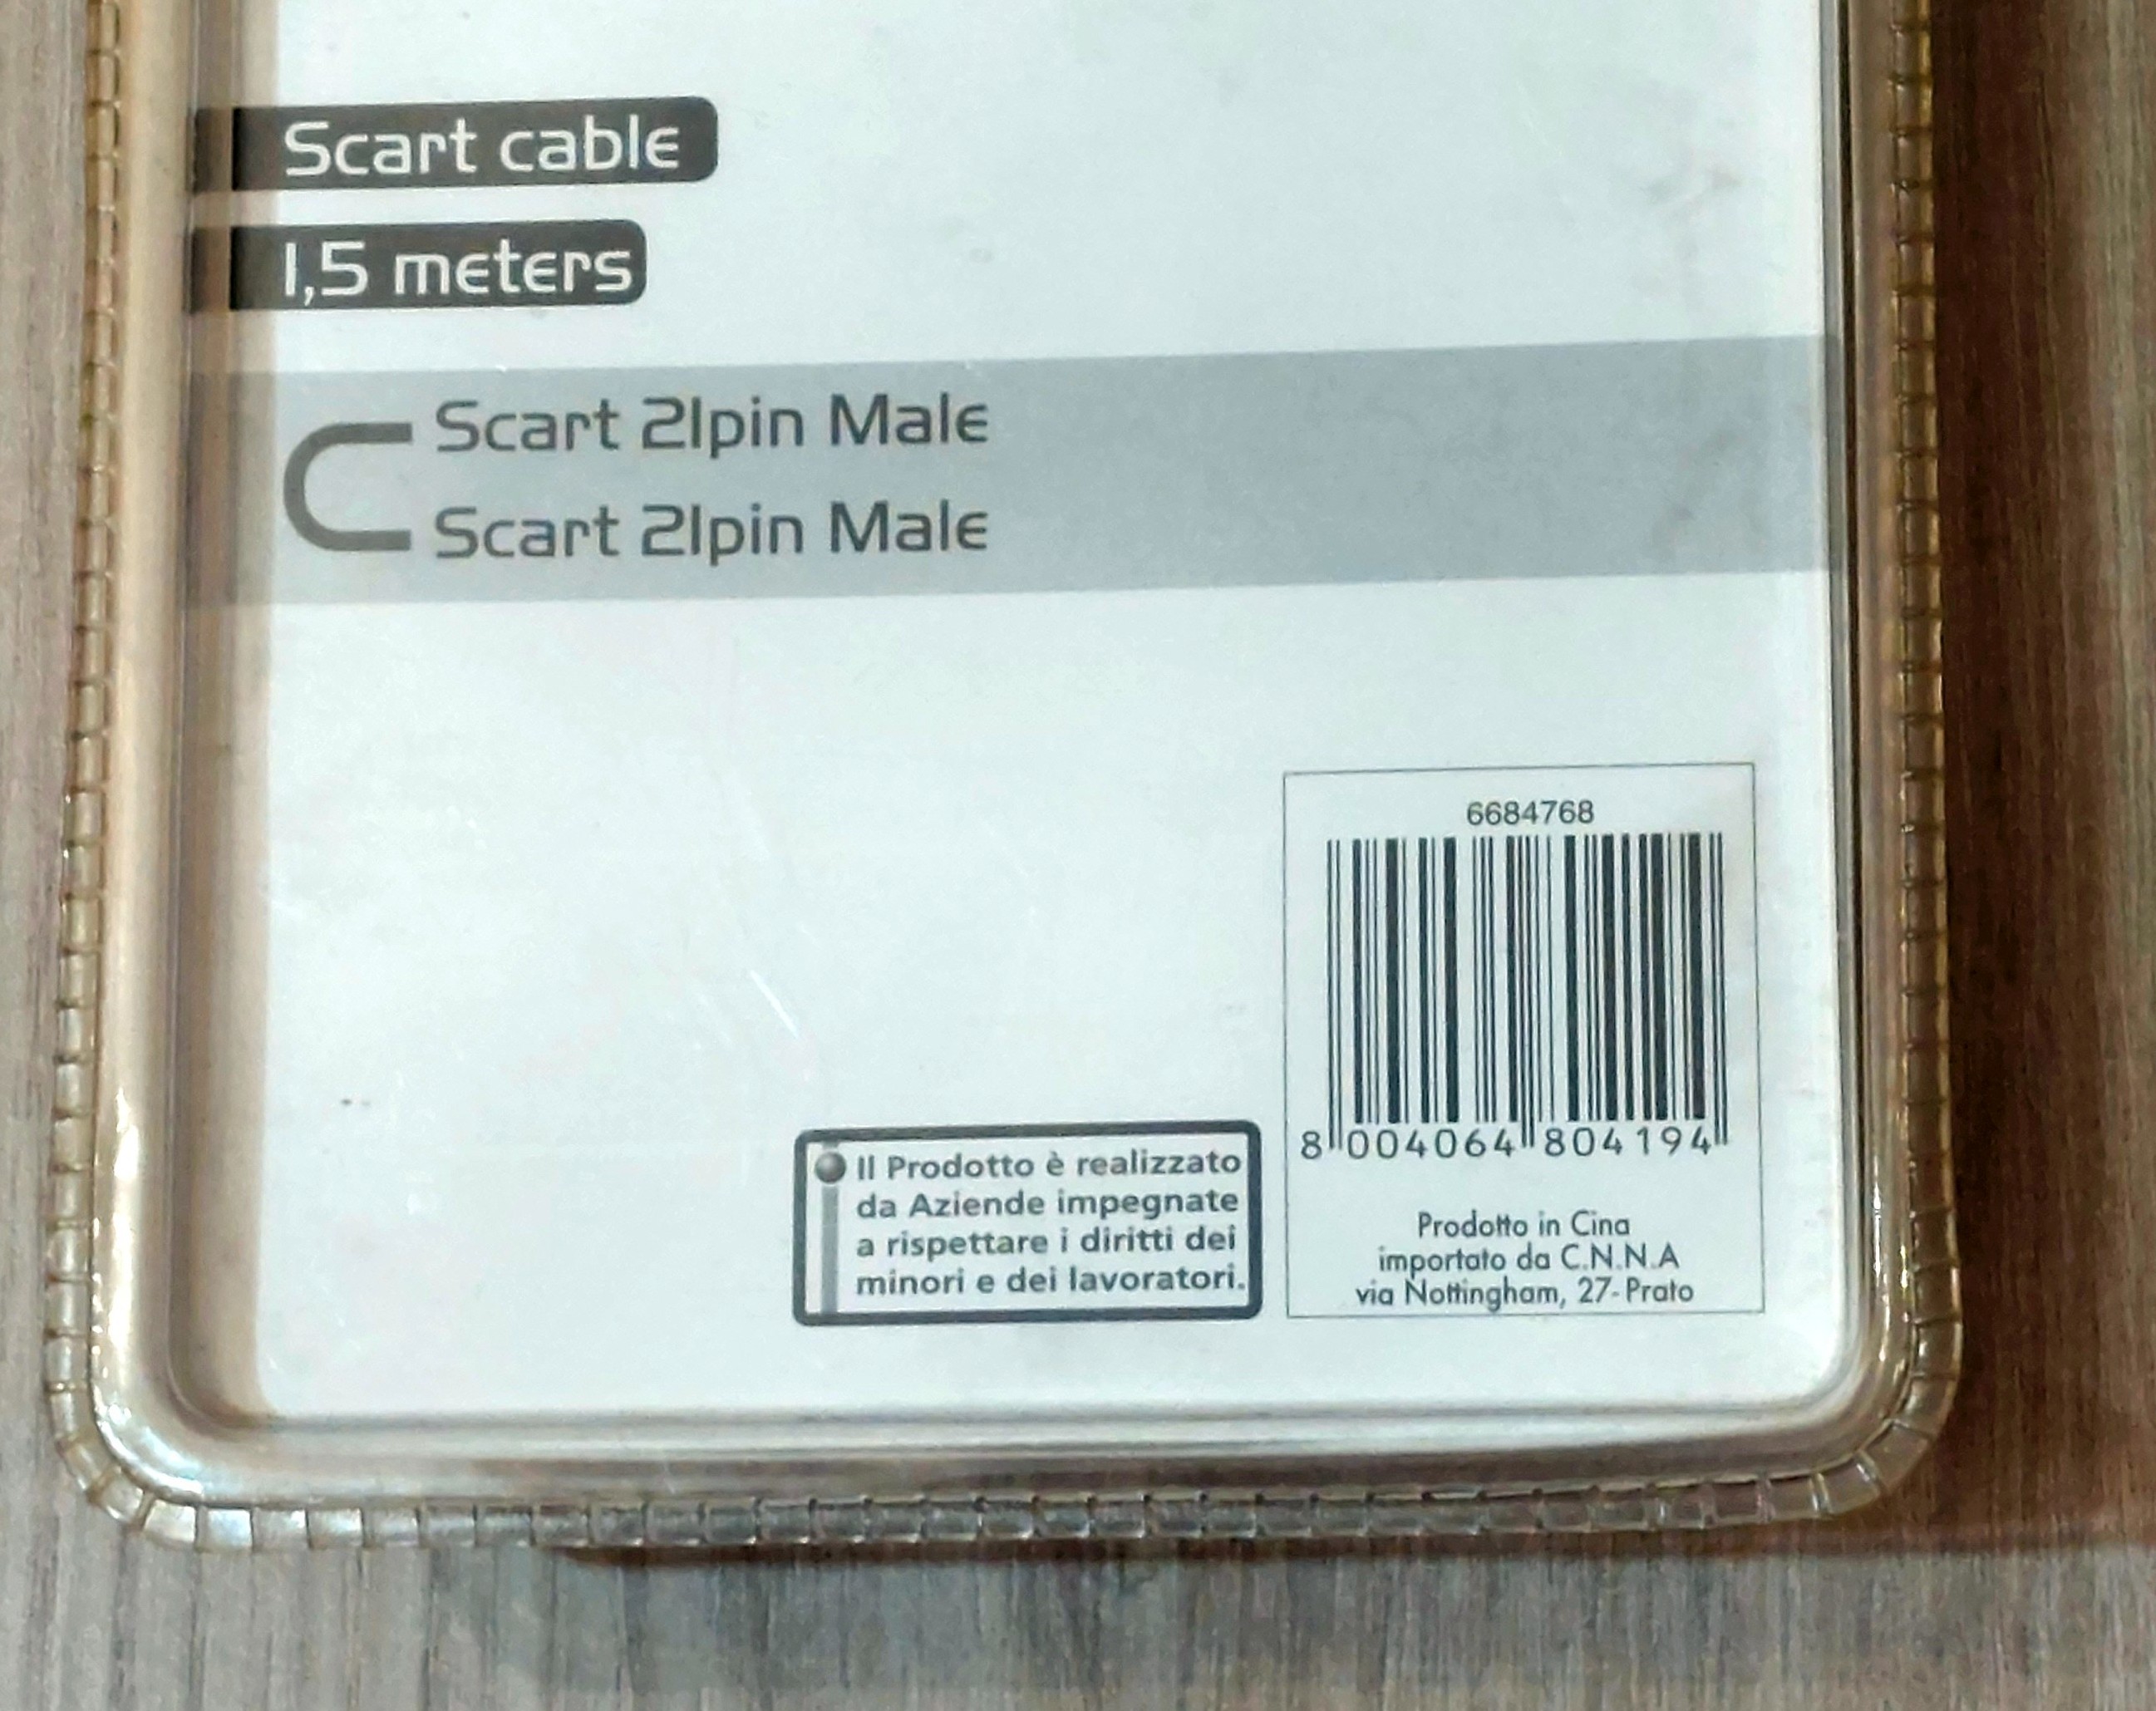 Scart cable
1,5 meters
Scart 21pin Male
Scart 21pin Male
6684768
8 004064 804194
Il Prodotto è realizzato
da Aziende impegnate
a rispettare i diritti dei
minori e dei lavoratori.
Prodotto in Cina
importato da C.N.N.A
via Nottingham, 27-Prato